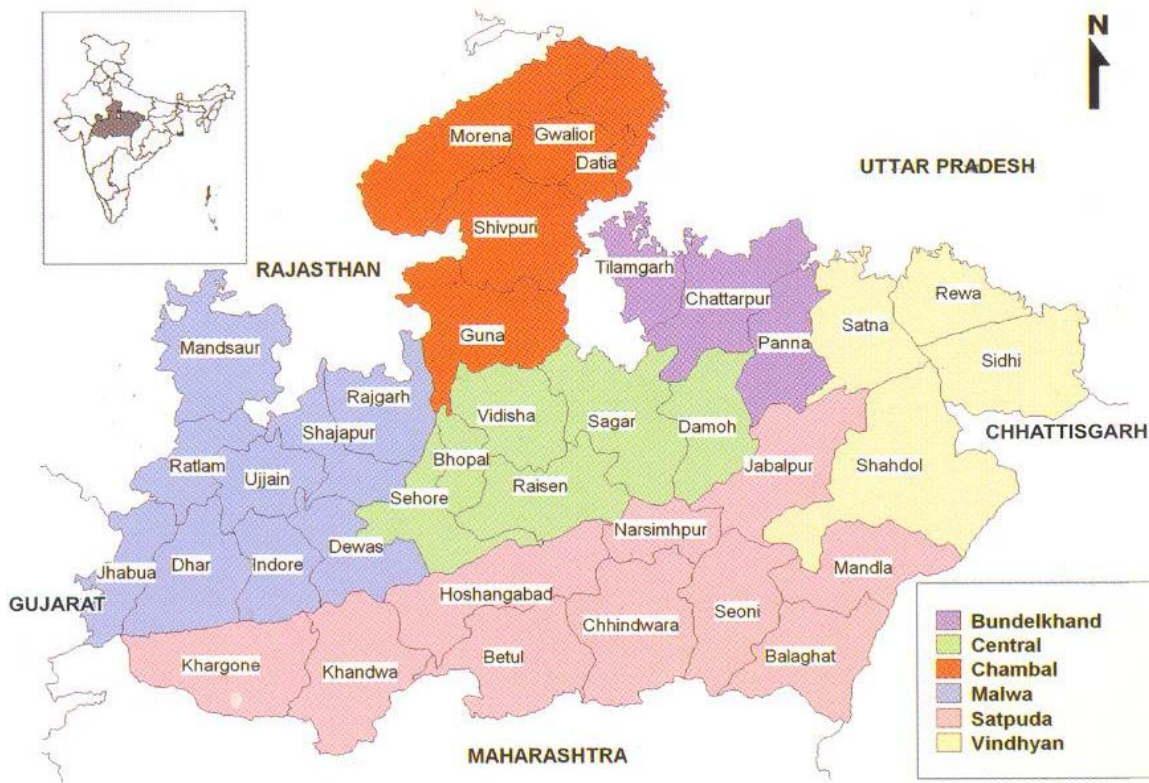 N
Morena
Gwalior
Datia
UTTAR PRADESH
Shivpuri
RAJASTHAN
Tilamgarh
Chattarpur
Rewa
Satna
Guna
Mandsaur
Panna
Sidhi
Rajgarh
Vidisha
Sagar
Damoh
Shajapur
CHHATTISGARH
Bhopal
Jabalpur
Shahdol
Ratlam
Ujjain
Sehore
Raisen
Narsimhpur
Dewas
Jhabua
Dhar
Indore
Mandla
GUJARAT
Hoshangabad
Seoni
Chhindwara
Khargone
Khandwa
Betul
Balaghat
MAHARASHTRA
Bundelkhand
Central
Chambal
Malwa
Satpuda
Vindhyan